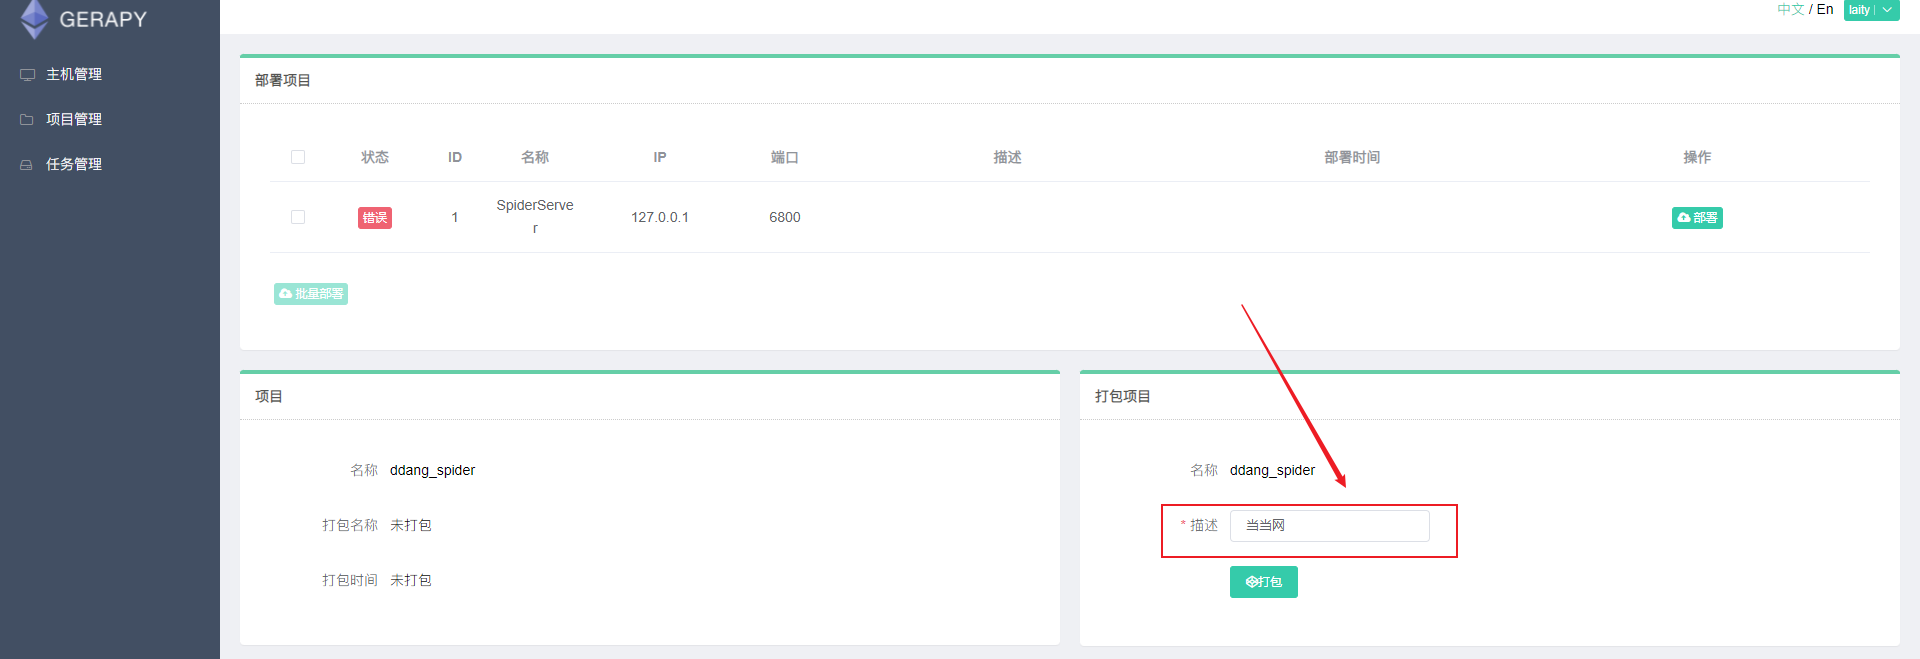 GERAPY
中文 / En
laity
主机管理
项目管理
任务管理
部署项目
状态 ID 名称 IP 端口 描述 部署时间 操作
错误 1 SpiderServe
r 127.0.0.1 6800 部署
批量部署
项目
名称 ddang_spider
打包名称 未打包
打包时间 未打包
打包项目
名称 ddang_spider
* 描述 当当网
打包